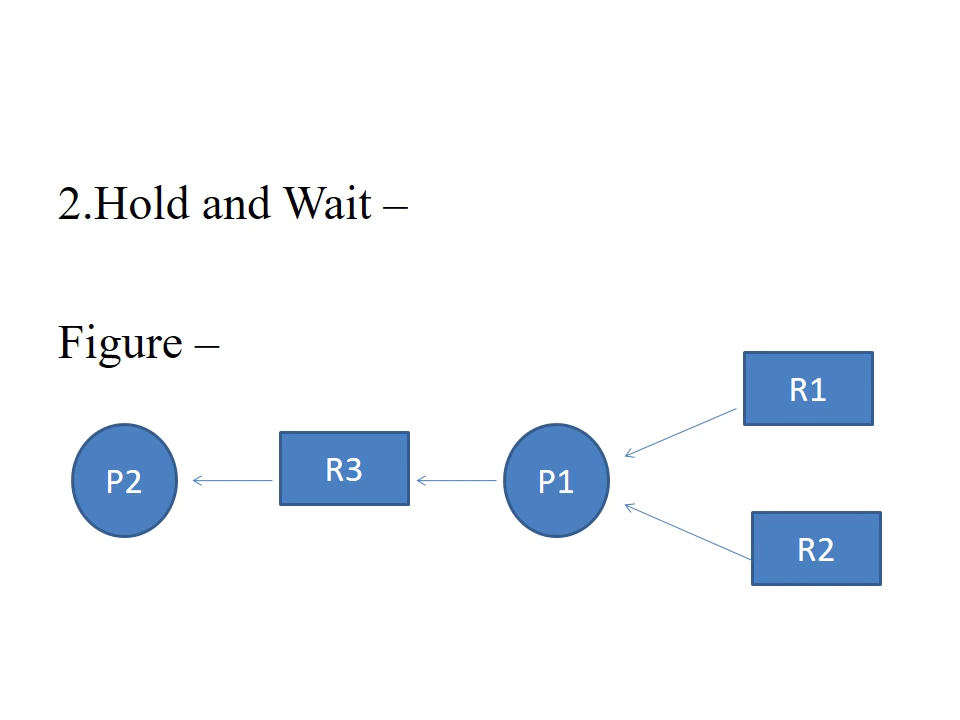 2.Hold and Wait –
Figure –
R1
P2
R3
P1
R2